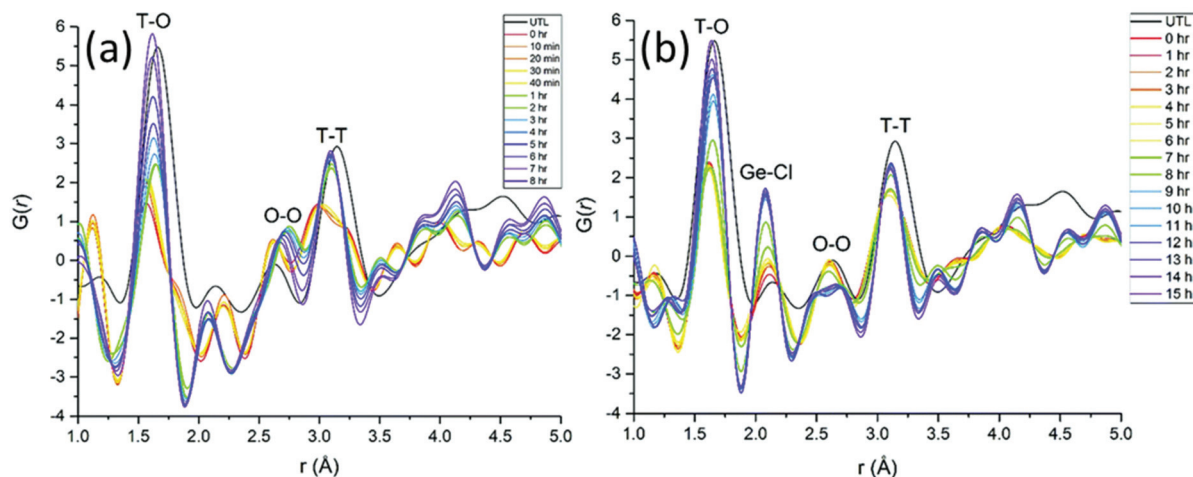 (a)
T-O
O-O
T-T
UTL
0 hr
10 min
20 min
30 min
40 min
1 hr
2 hr
3 hr
4 hr
5 hr
6 hr
7 hr
8 hr
G(r)
6
5
4
3
2
1
0
-1
-2
-3
-4
1.0 1.5 2.0 2.5 3.0 3.5 4.0 4.5 5.0
r (Å)
(b)
T-O
Ge-Cl
O-O
T-T
UTL
0 hr
1 hr
2 hr
3 hr
4 hr
5 hr
6 hr
7 hr
8 hr
9 hr
10 h
11 h
12 h
13 h
14 h
15 h
G(r)
6
5
4
3
2
1
0
-1
-2
-3
-4
1.0 1.5 2.0 2.5 3.0 3.5 4.0 4.5 5.0
r (Å)